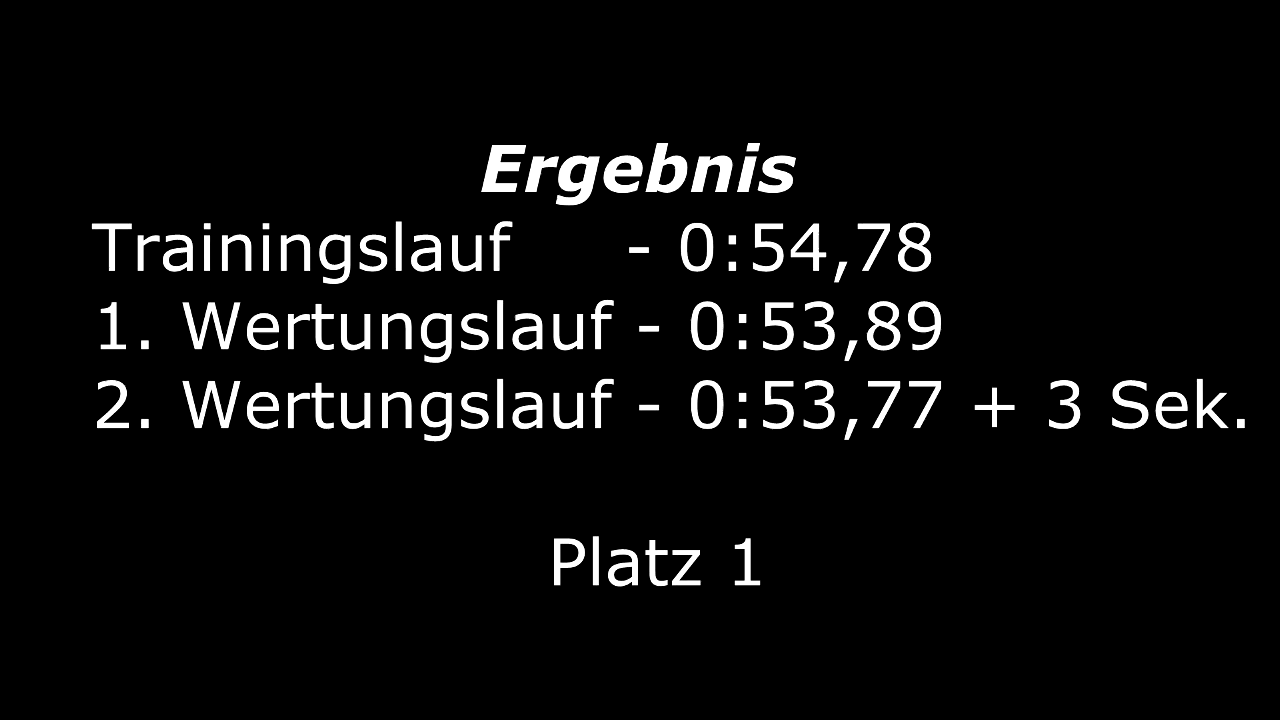 Ergebnis
Trainingslauf - 0:54,78
1. Wertungslauf - 0:53,89
2. Wertungslauf - 0:53,77 + 3 Sek.
Platz 1